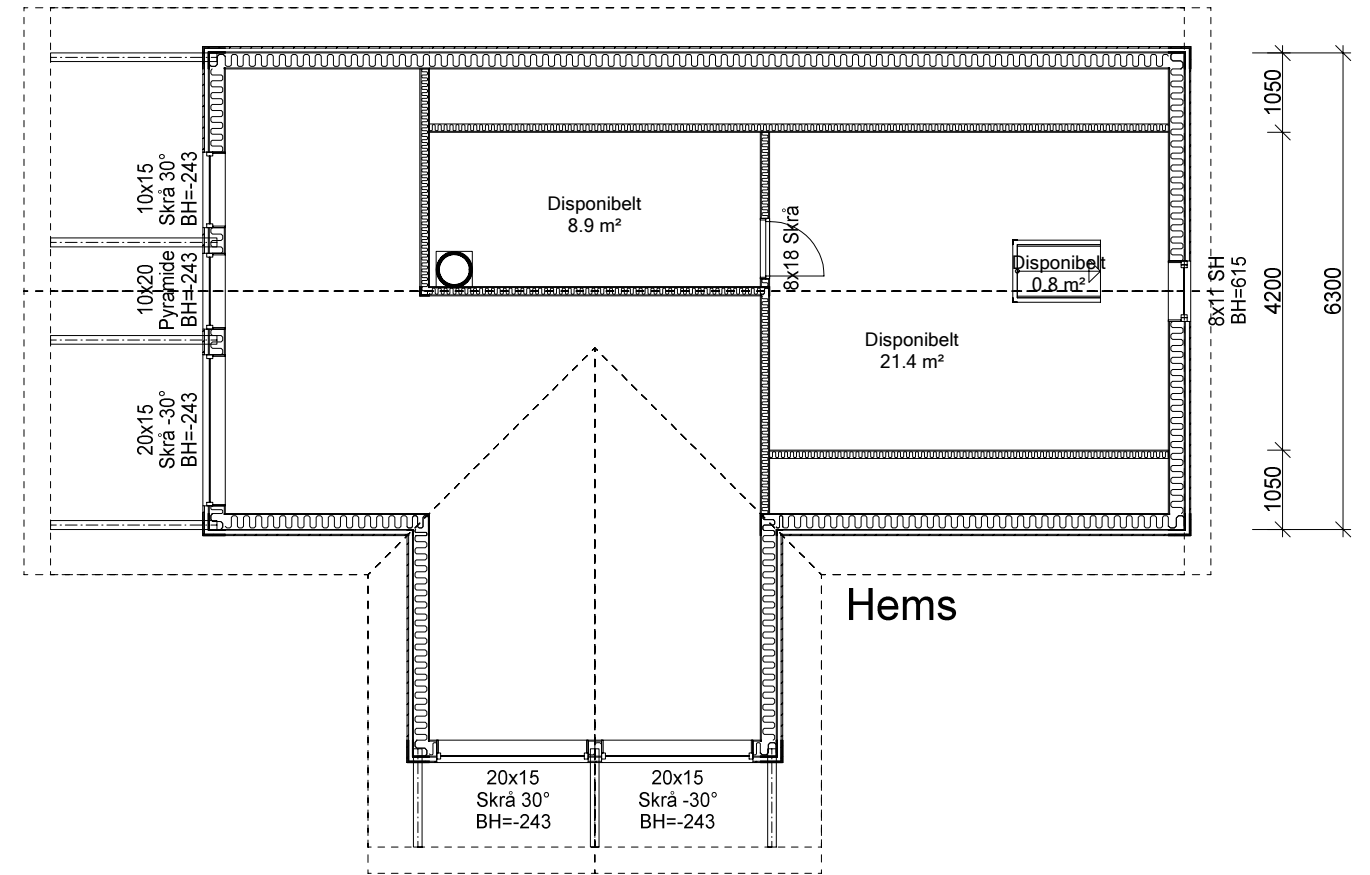 10x15
Skrå 30°
BH=-243
10x20
Pyramide
BH=-243
20x15
Skrå -30°
BH=-243
Disponibelt
8.9 m²
8x18 Skrå
Disponibelt
0.8 m²
Disponibelt
21.4 m²
8x11 SH
BH=615
1050
4200
1050
6300
Hems
20x15
Skrå 30°
BH=-243
20x15
Skrå -30°
BH=-243